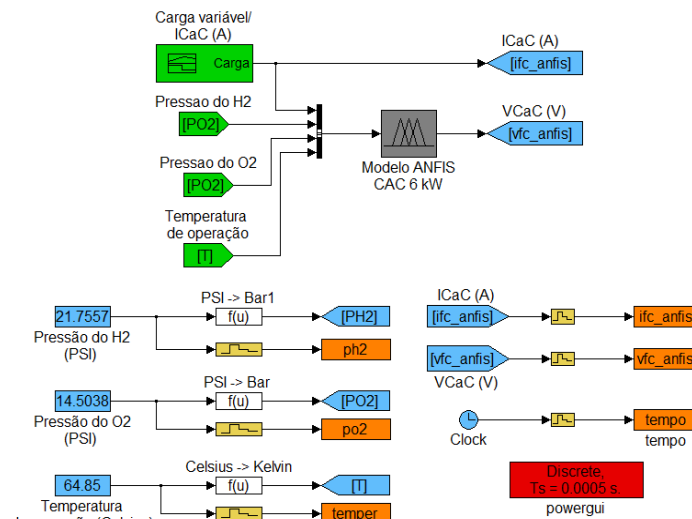 Carga variável/
ICaC (A)
Carga
ICaC (A)
[ifc_anfis]
Pressao do H2
[PO2]
VCaC (V)
[vfc_anfis]
Pressao do O2
[PO2]
Modelo ANFIS
CAC 6 kW
Temperatura
de operação
[T]
PSI -> Bar1
21.7557
f(u)
[PH2]
Pressão do H2
(PSI)
ph2
ICaC (A)
[ifc_anfis]
ifc_anfis
[vfc_anfis]
vfc_anfis
VCaC (V)
PSI -> Bar
14.5038
f(u)
[PO2]
Pressão do O2
(PSI)
po2
Clock
tempo
tempo
Celsius -> Kelvin
64.85
f(u)
[T]
Temperatura
temper
Discrete,
Ts = 0.0005 s.
powergui